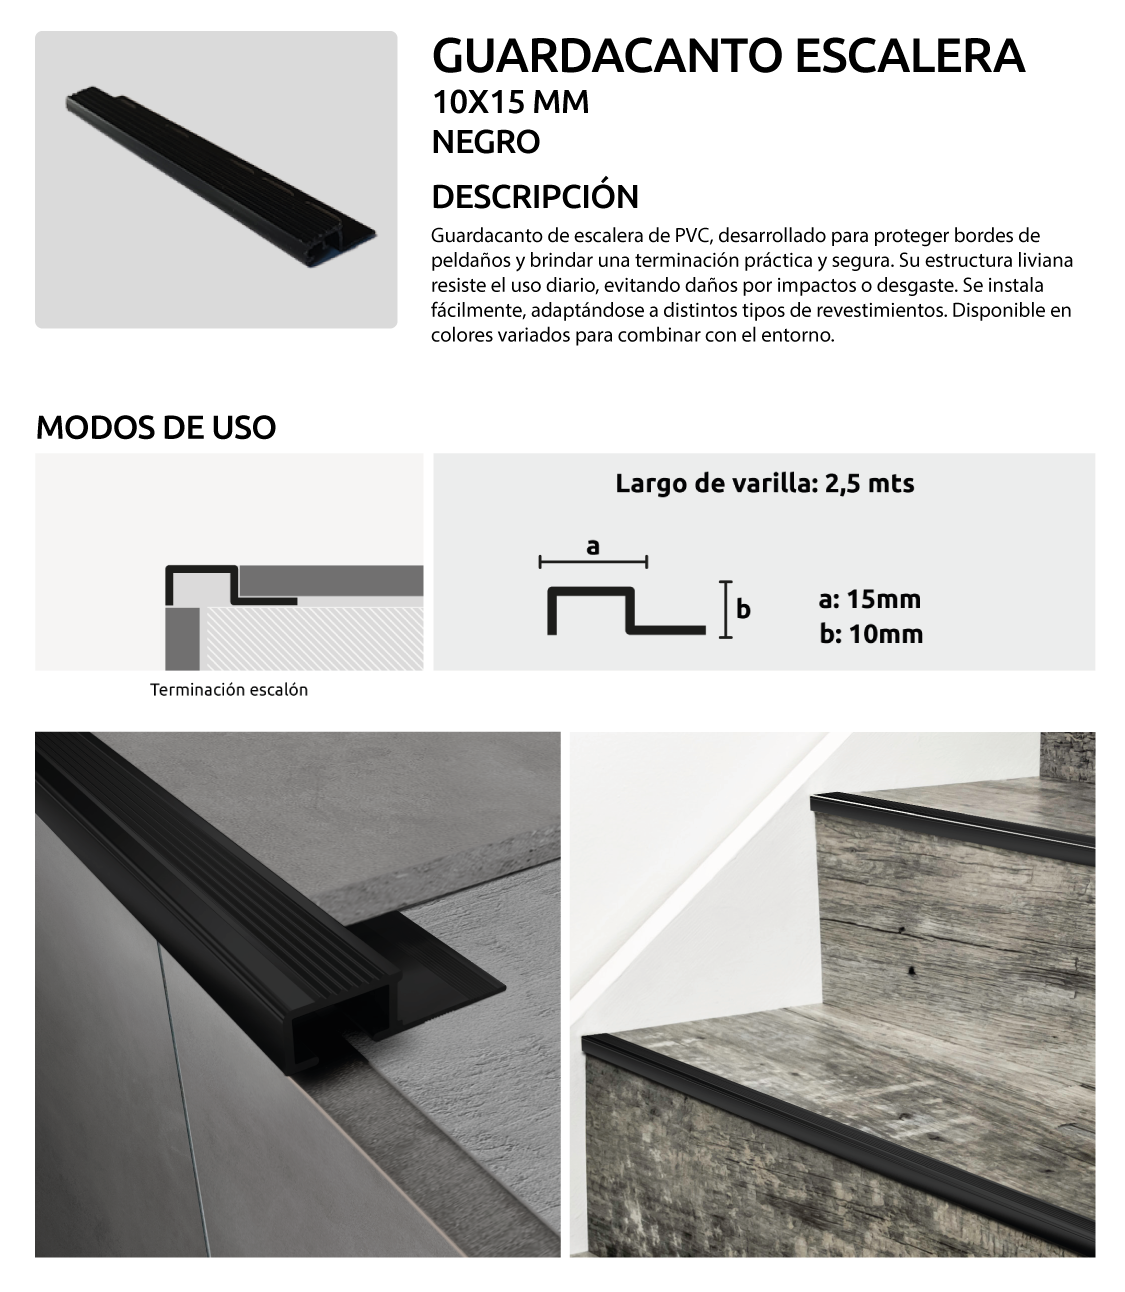 GUARDACANTO ESCALERA
10X15 MM
NEGRO
DESCRIPCIÓN
Guardacanto de escalera de PVC, desarrollado para proteger bordes de
peldaños y brindar una terminación práctica y segura. Su estructura liviana
resiste el uso diario, evitando daños por impactos o desgaste. Se instala
fácilmente, adaptándose a distintos tipos de revestimientos. Disponible en
colores variados para combinar con el entorno.
MODOS DE USO
Largo de varilla: 2,5 mts
a
b
a: 15mm
b: 10mm
Terminación escalón